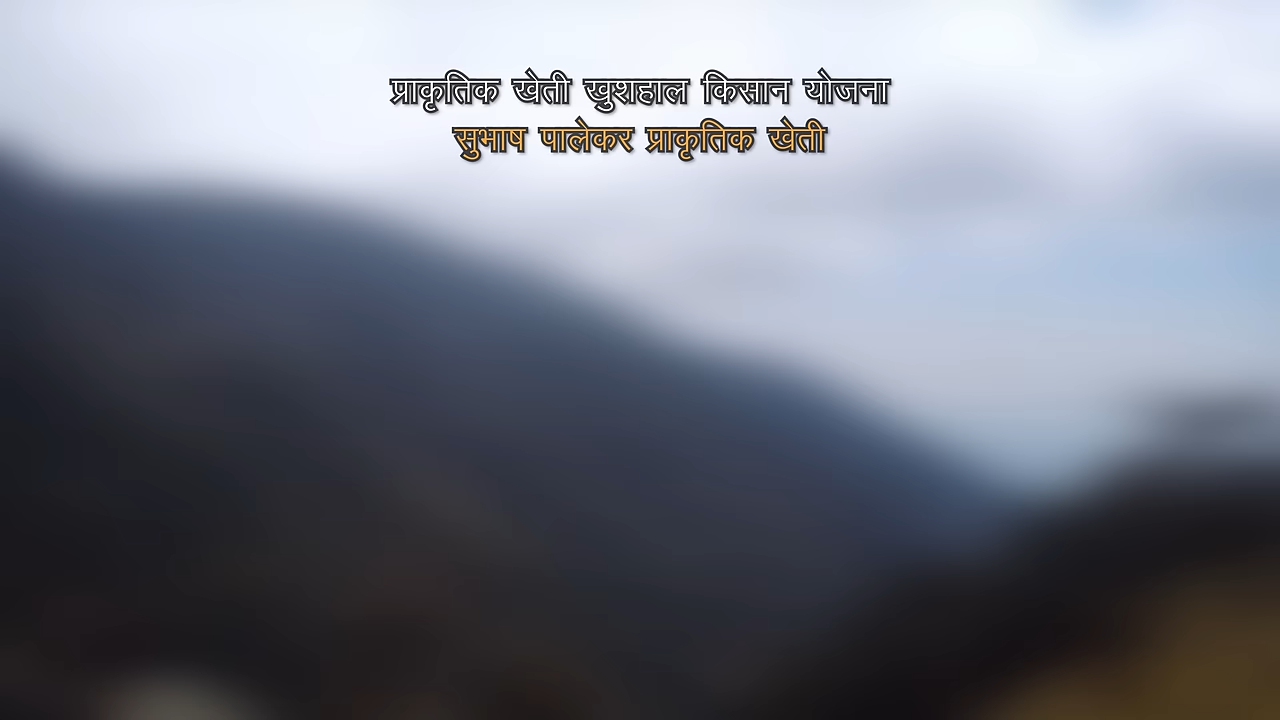 प्राकृतिक खेती खुशहाल किसान योजना
सुभाष पालेकर प्राकृतिक खेती